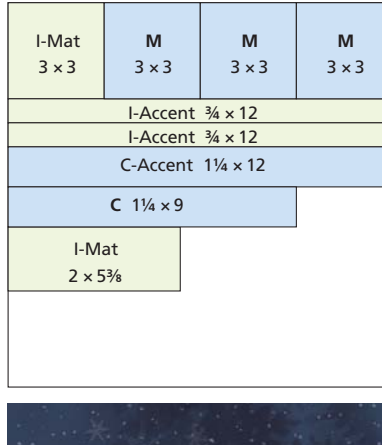 I-Mat M M M
3 × 3 3 × 3 3 × 3 3 × 3
I-Accent ¾ × 12
I-Accent ¾ × 12
C-Accent 1¼ × 12
C 1¼ × 9
I-Mat
2 × 5⅜